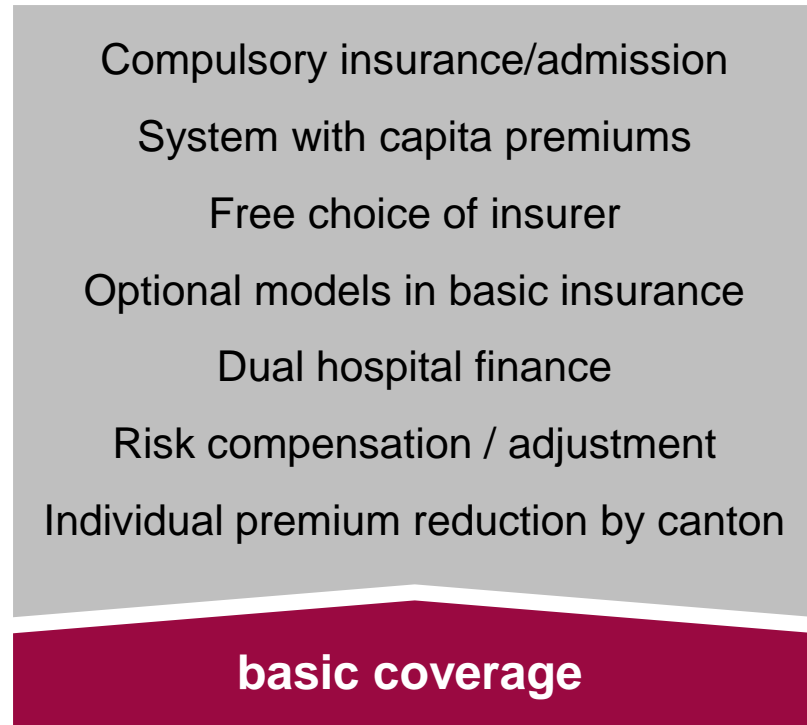 Compulsory insurance/admission
System with capita premiums
Free choice of insurer
Optional models in basic insurance
Dual hospital finance
Risk compensation / adjustment
Individual premium reduction by canton
basic coverage